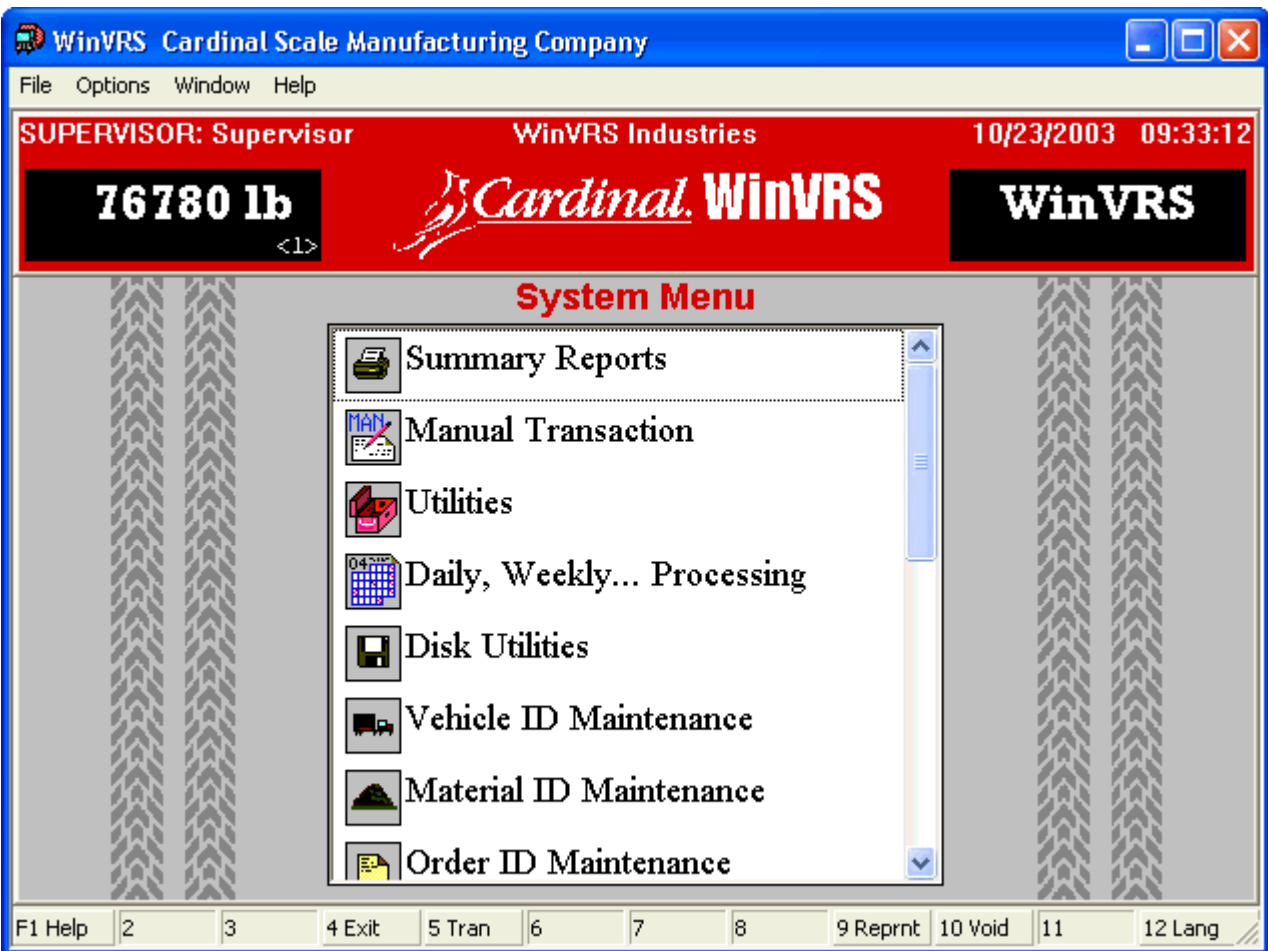 WinVRS Cardinal Scale Manufacturing Company
File Options Window Help
SUPERVISOR: Supervisor WinVRS Industries 10/23/2003 09:33:12
76780 lb Cardinal. WinVRS WinVRS
<1>
System Menu
Summary Reports
MAN. Manual Transaction
Utilities
Daily, Weekly... Processing
Disk Utilities
Vehicle ID Maintenance
Material ID Maintenance
Order ID Maintenance
F1 Help 2 3 4 Exit 5 Tran 6 7 8 9 Reprnt 10 Void 11 12 Lang